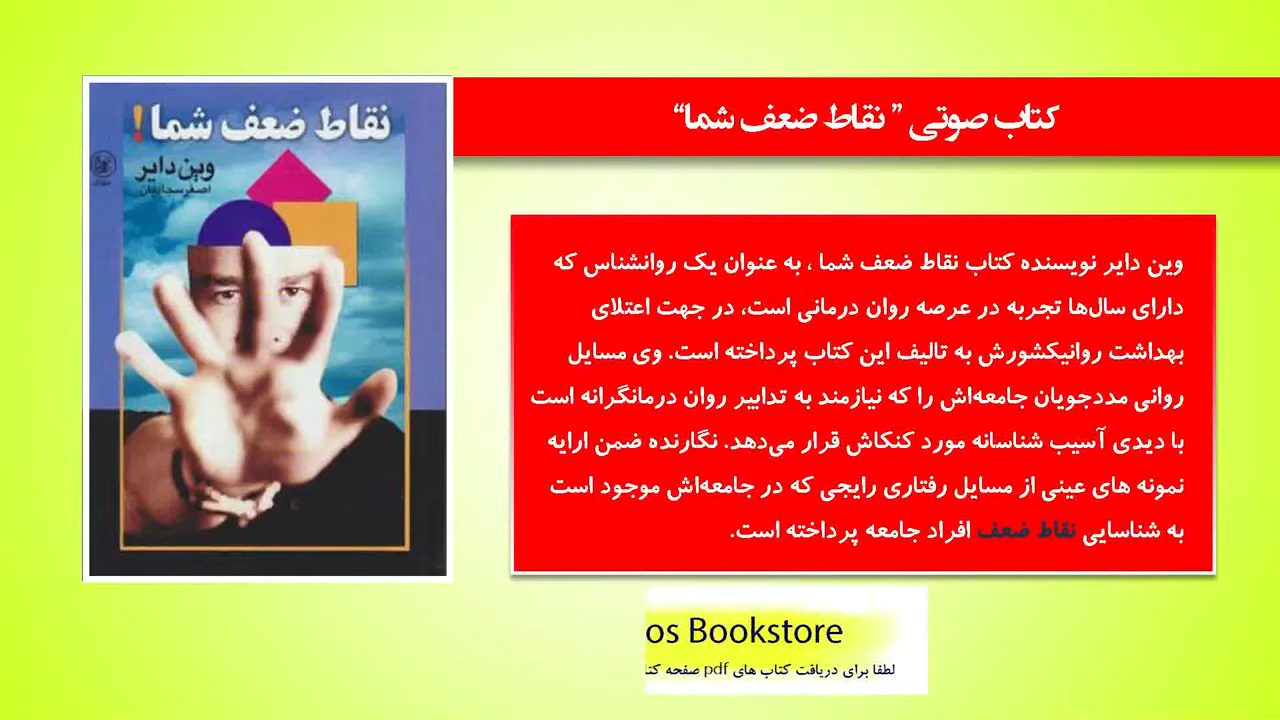 کتاب صوتی ” نقاط ضعف شما“
نقاط ضعف شما!
وین دایر
اصغر سجادیان
وین دایر نویسنده کتاب نقاط ضعف شما ، به عنوان یک روانشناس که
دارای سال‌ها تجربه در عرصه روان درمانی است، در جهت اعتلای
بهداشت روانیکشورش به تالیف این کتاب پرداخته است. وی مسایل
روانی مددجویان جامعه‌اش را که نیازمند به تدابیر روان درمانگرانه است
با دیدی آسیب شناسانه مورد کنکاش قرار می‌دهد. نگارنده ضمن ارایه
نمونه های عینی از مسایل رفتاری رایجی که در جامعه‌اش موجود است
به شناسایی نقاط ضعف افراد جامعه پرداخته است.
os Bookstore
لطفا برای دریافت کتاب های pdf صفحه کتا